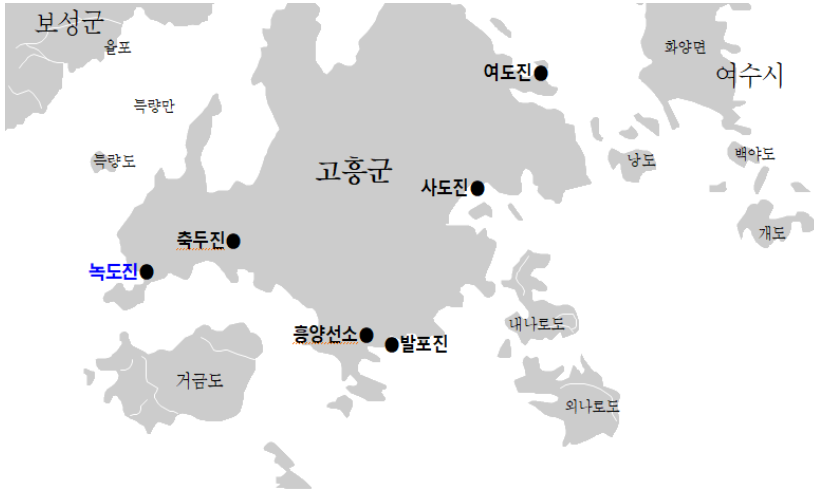 보성군
율포
화양면
여도진
여수시
득량만
백야도
득량도
낭도
고흥군
사도진
개도
축두진
녹도진
내나로도
흥양선소
발포진
거금도
외나로도